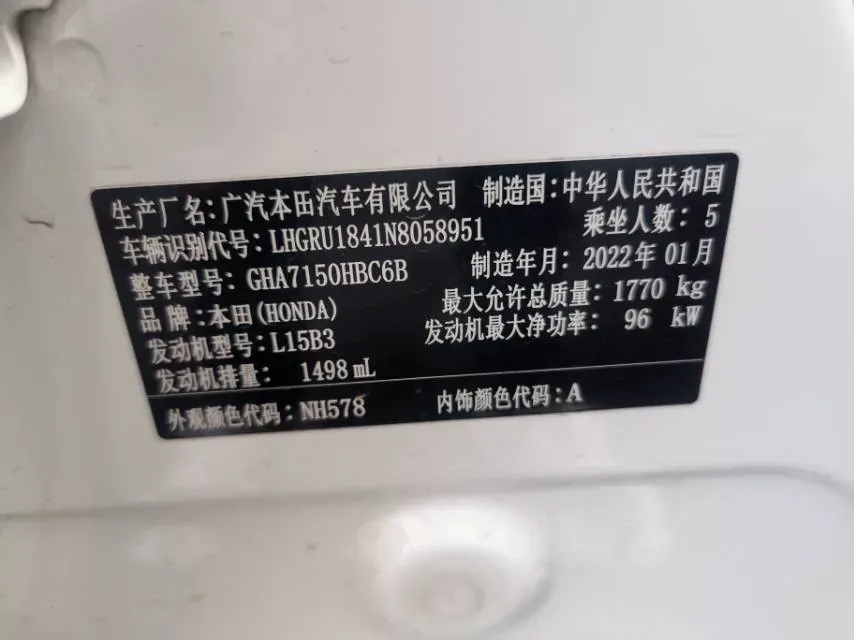 生产厂名:广汽本田汽车有限公司 制造国:中华人民共和国
车辆识别代号: LHGRU1841N8058951 乘坐人数: 5
整车型号: GHA7150HBC6B 制造年月: 2022年 01月
品 牌:本田(HONDA) 最大允许总质量: 1770 kg
发动机型号: L15B3 发动机最大净功率: 96 kW
发动机排量: 1498 mL
外观颜色代码: NH578 内饰颜色代码: A